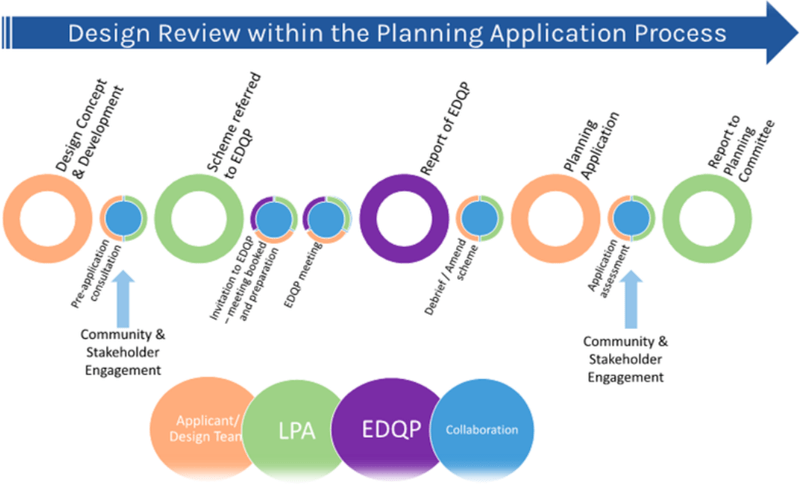 Design Review within the Planning Application Process
Design Concept
& Development
Pre-application
consultation
Scheme referred
to EDQP
Invitation to EDQP
– meeting booked
and preparation
EDQP meeting
Report of EDQP
Debrief / Amend
scheme
Planning
Application
Application
assessment
Report to
Planning
Committee
Community &
Stakeholder
Engagement
Community &
Stakeholder
Engagement
Applicant/
Design Team
LPA
EDQP
Collaboration